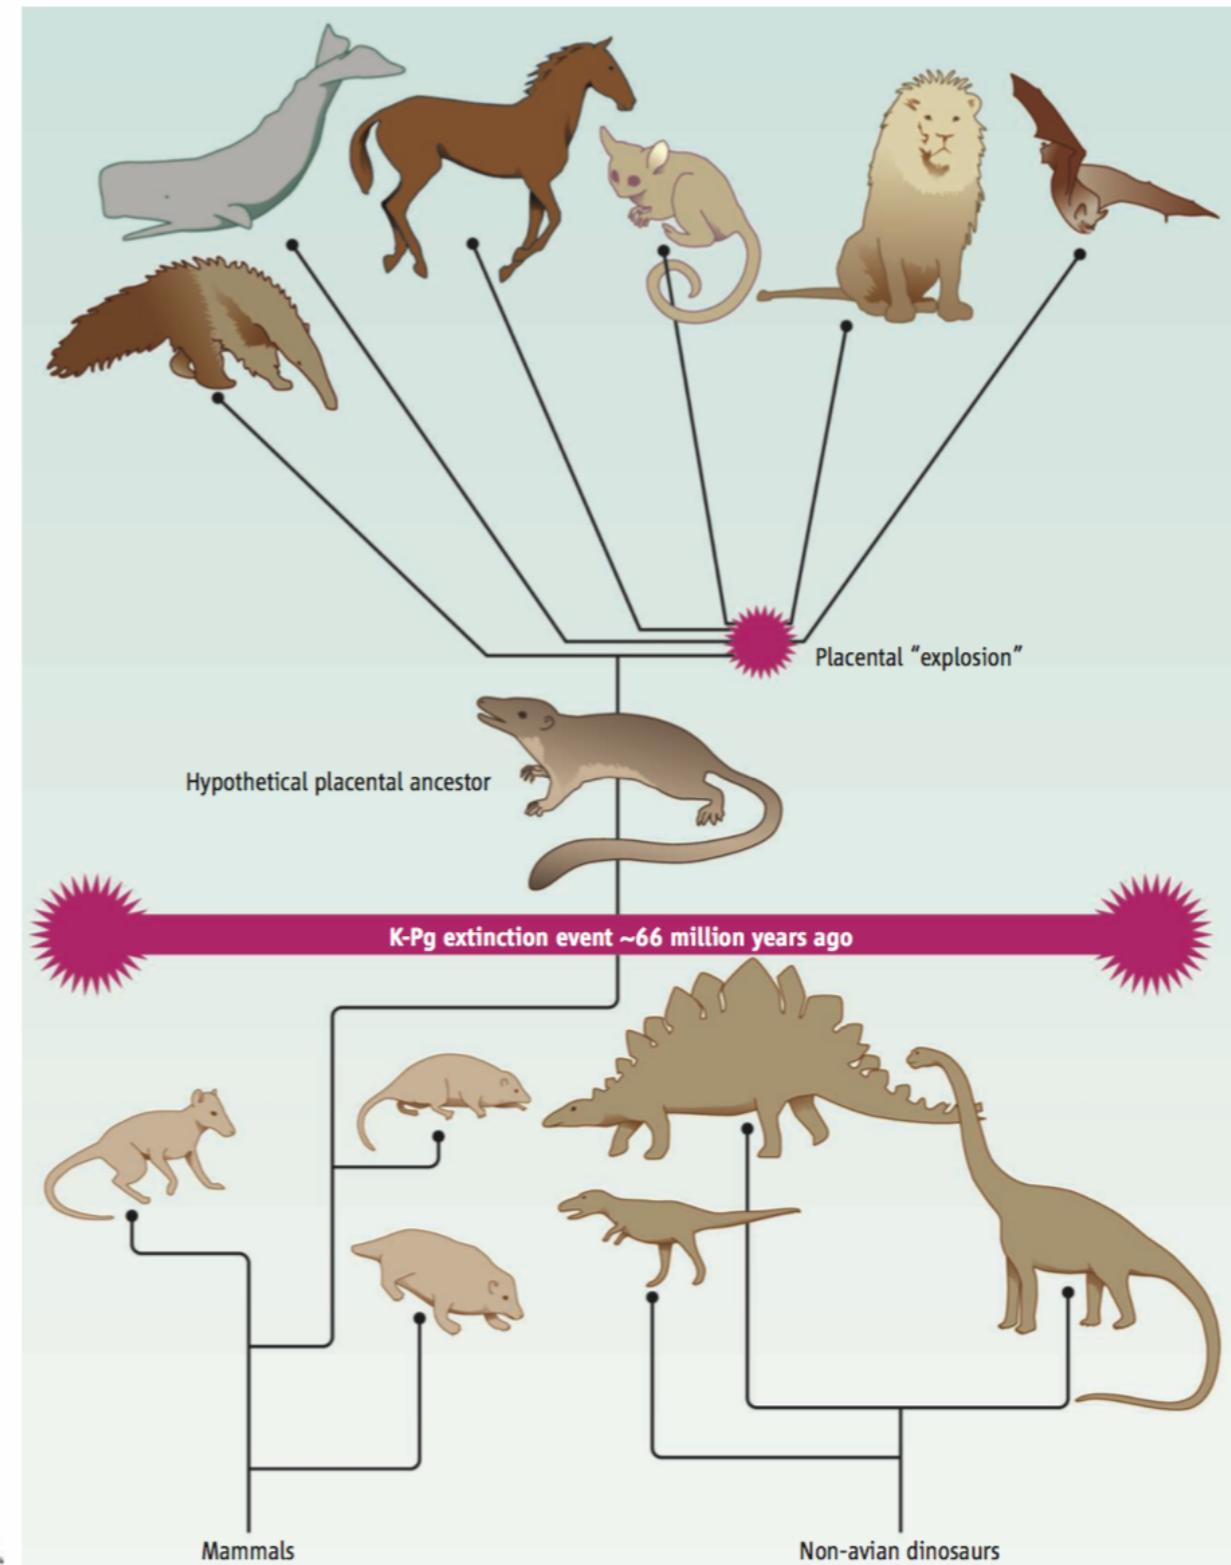 Placental “explosion”
Hypothetical placental ancestor
K-Pg extinction event ~66 million years ago
Mammals
Non-avian dinosaurs